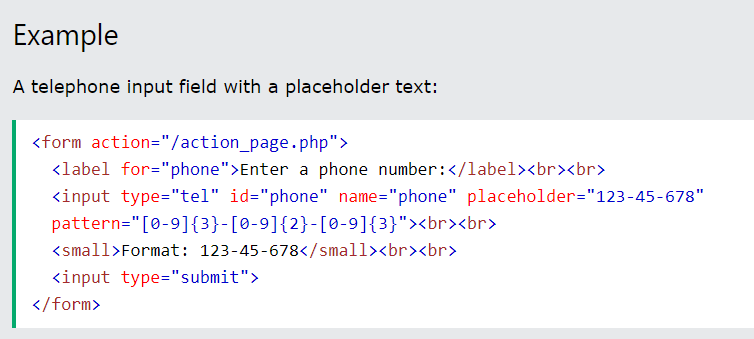 Example
A telephone input field with a placeholder text:
<form action="/action_page.php">
<label for="phone">Enter a phone number:</label><br><br>
<input type="tel" id="phone" name="phone" placeholder="123-45-678"
pattern="[0-9]{3}-[0-9]{2}-[0-9]{3}"><br><br>
<small>Format: 123-45-678</small><br><br>
<input type="submit">
</form>